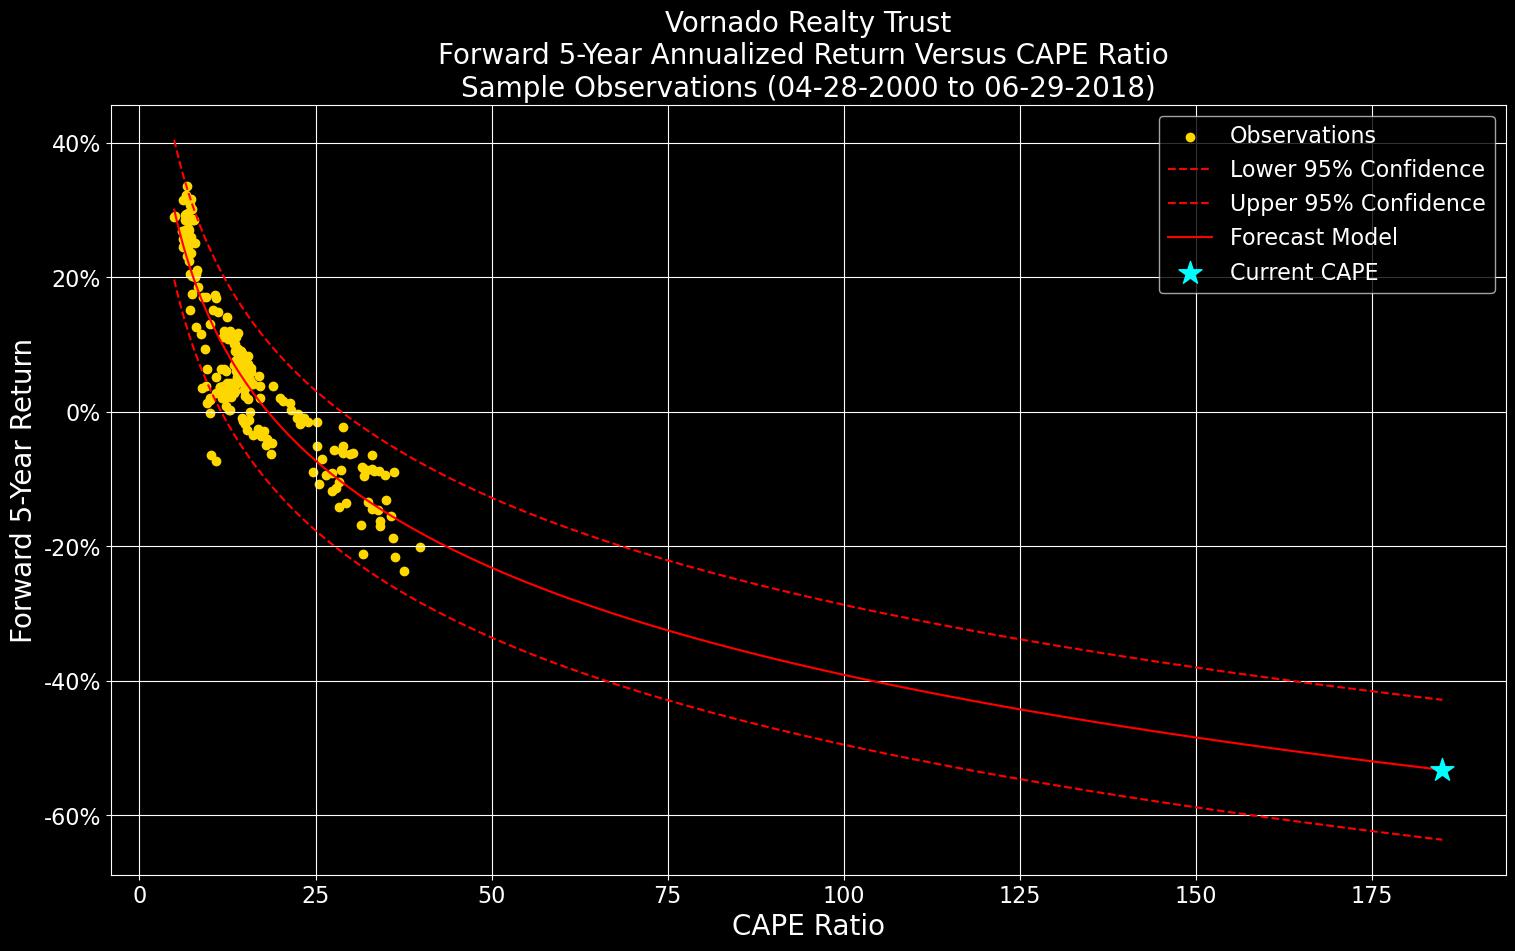 Vornado Realty Trust
Forward 5-Year Annualized Return Versus CAPE Ratio
Sample Observations (04-28-2000 to 06-29-2018)
Observations
Lower 95% Confidence
Upper 95% Confidence
Forecast Model
Current CAPE
Forward 5-Year Return
40%
20%
0%
-20%
-40%
-60%
0 25 50 75 100 125 150 175
CAPE Ratio